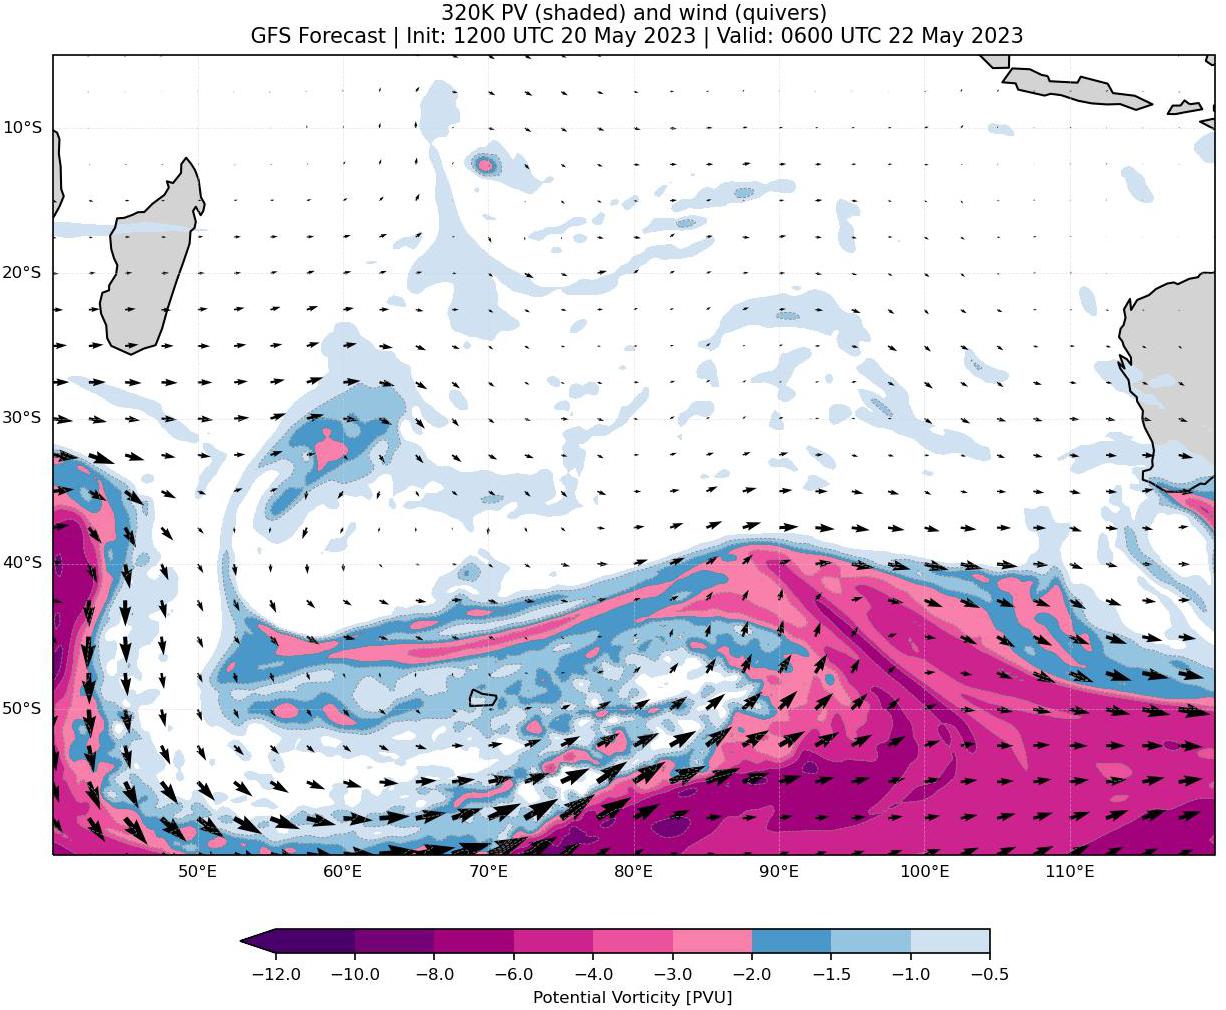 320K PV (shaded) and wind (quivers)
GFS Forecast | Init: 1200 UTC 20 May 2023 | Valid: 0600 UTC 22 May 2023
10°S
20°S
30°S
40°S
50°S
50°E 60°E 70°E 80°E 90°E 100°E 110°E
−12.0 −10.0 −8.0 −6.0 −4.0 −3.0 −2.0 −1.5 −1.0 −0.5
Potential Vorticity [PVU]